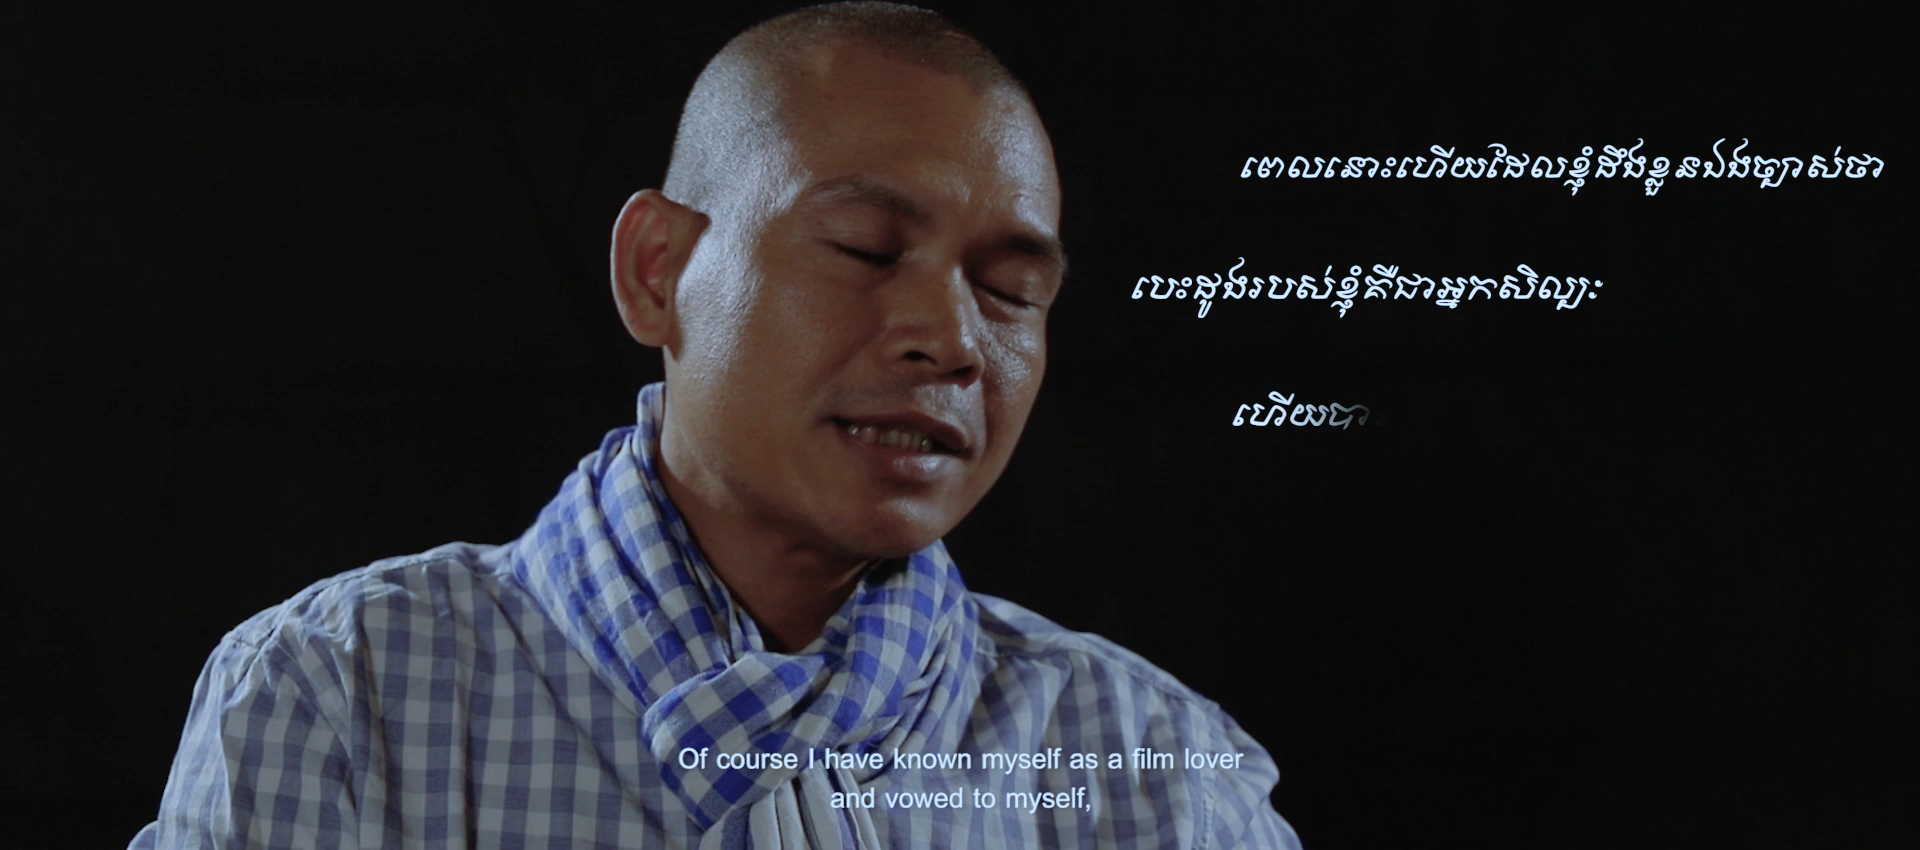 ពេលនោះហើយដែលខ្ញុំដឹងខ្លួនឯងច្បាស់ថា
បេះដូងរបស់ខ្ញុំគឺជាអ្នកសិល្បៈ
ហើយបា
Of course I have known myself as a film lover
and vowed to myself,